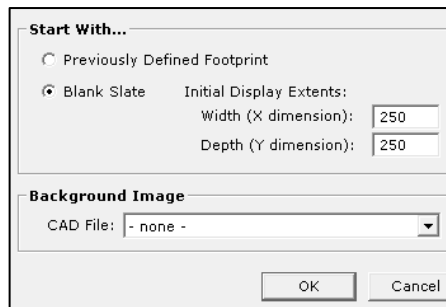 Start With...
Previously Defined Footprint
Blank Slate Initial Display Extents:
Width (X dimension): 250
Depth (Y dimension): 250
Background Image
CAD File: - none -
OK Cancel